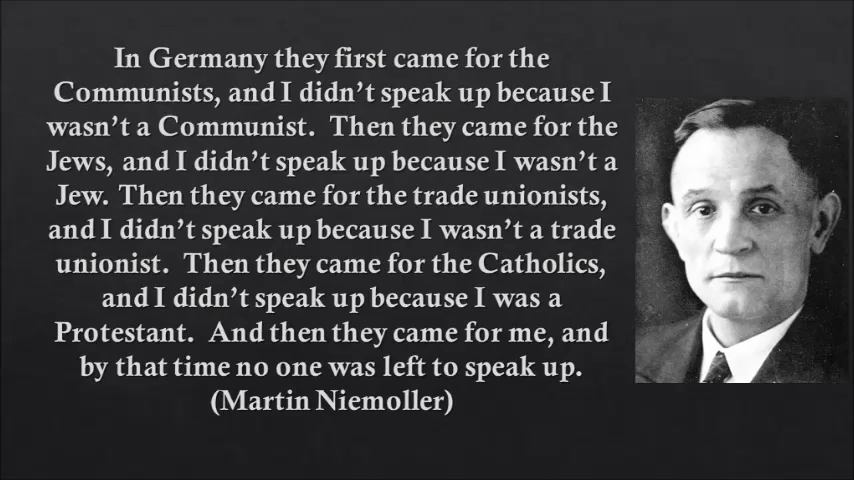 In Germany they first came for the
Communists, and I didn't speak up because I
wasn't a Communist.  Then they came for the
Jews, and I didn't speak up because I wasn't a
Jew. Then they came for the trade unionists,
and I didn't speak up because I wasn't a trade
unionist.  Then they came for the Catholics,
and I didn't speak up because I was a
Protestant.  And then they came for me, and
by that time no one was left to speak up.
(Martin Niemoller)